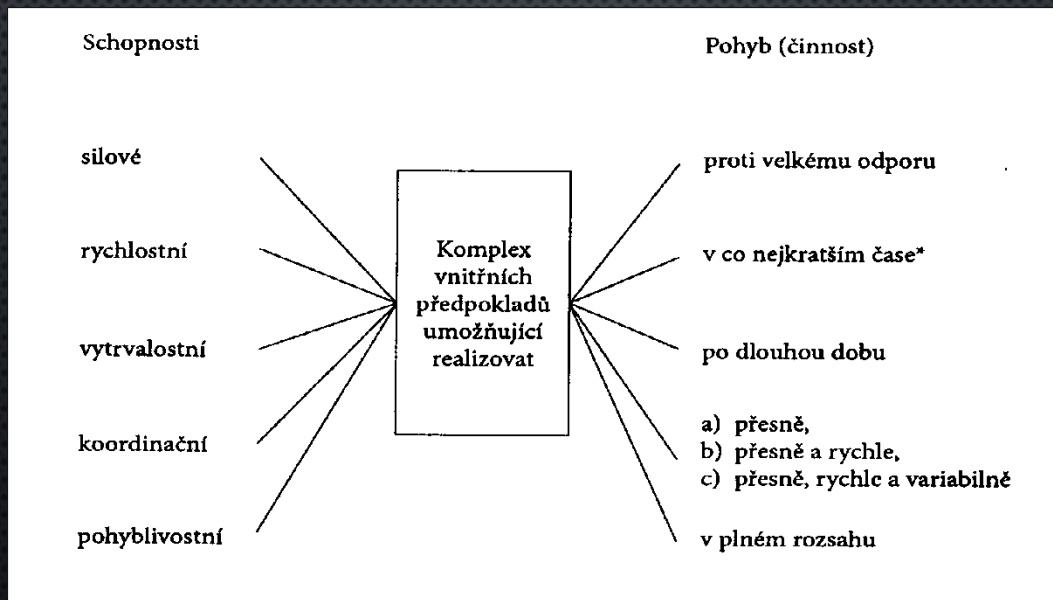 Schopnosti
Pohyb (činnost)
silové
proti velkému odporu
rychlostní
v co nejkratším čase*
Komplex
vnitřních
předpokladů
umožňující
realizovat
vytrvalostní
po dlouhou dobu
koordinační
a) přesně,
b) přesně a rychle,
c) přesně, rychle a variabilně
pohyblivostní
v plném rozsahu